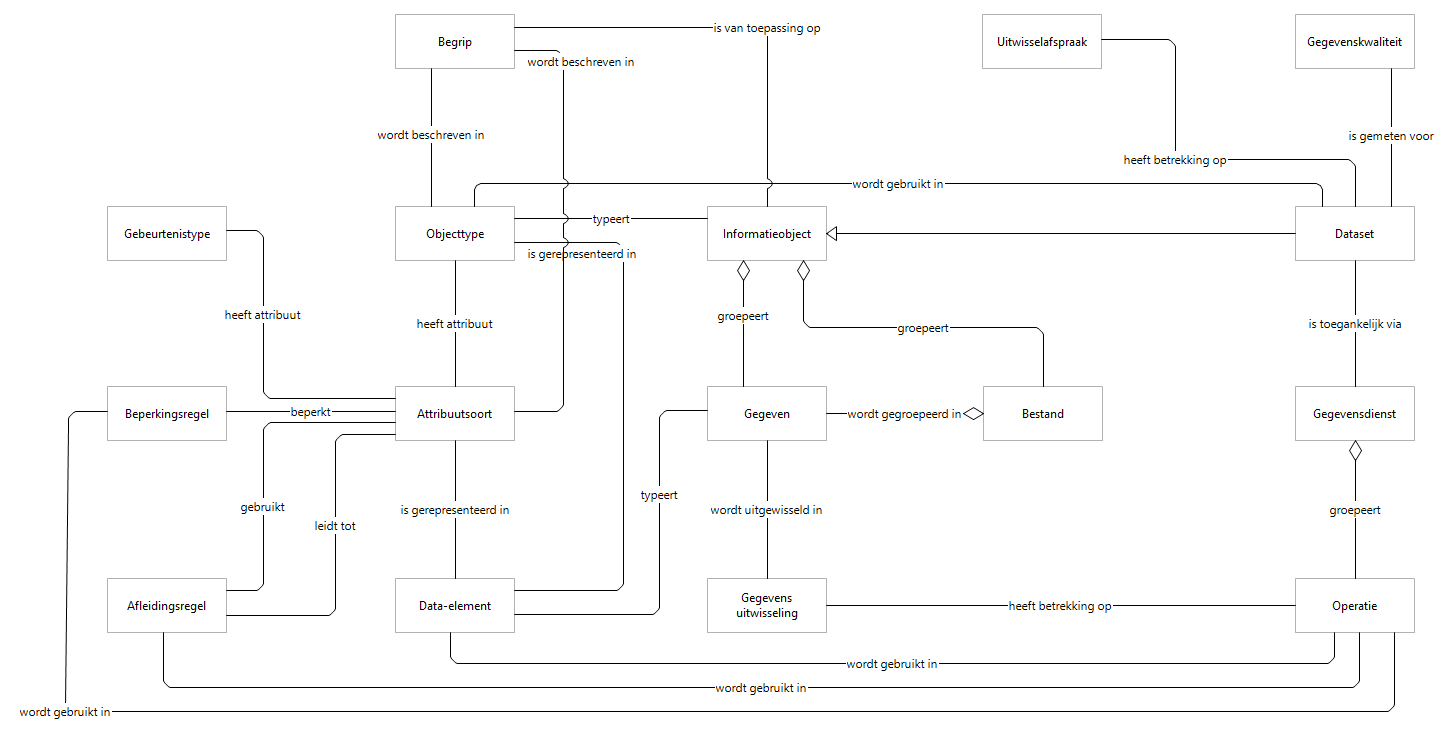 Begrip
is van toepassing op
Uitwisselafspraak
Gegevenskwaliteit
wordt beschreven in
wordt beschreven in
is gemeten voor
heeft betrekking op
wordt gebruikt in
Gebeurtenistype
Objecttype
typeert
Informatieobject
Dataset
is gerepresenteerd in
heeft attribuut
heeft attribuut
groepeert
groepeert
is toegankelijk via
Beperkingsregel
beperkt
Attribuutsoort
Gegeven
wordt gegroepeerd in
Bestand
Gegevensdienst
typeert
gebruikt
is gerepresenteerd in
wordt uitgewisseld in
groepeert
leidt tot
Afleidingsregel
Data-element
Gegevens
uitwisseling
heeft betrekking op
Operatie
wordt gebruikt in
wordt gebruikt in
wordt gebruikt in